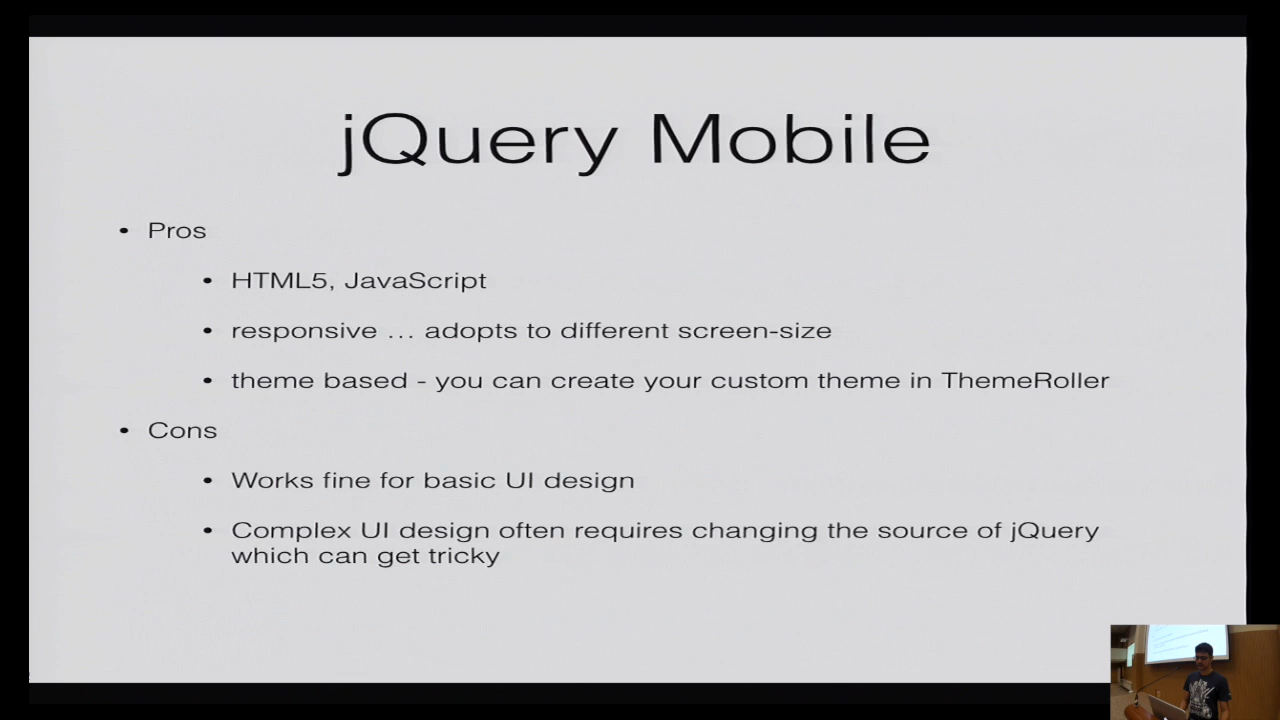 jQuery Mobile
• Pros
• HTML5, JavaScript
• responsive … adopts to different screen-size
• theme based - you can create your custom theme in ThemeRoller
• Cons
• Works fine for basic UI design
• Complex UI design often requires changing the source of jQuery
which can get tricky